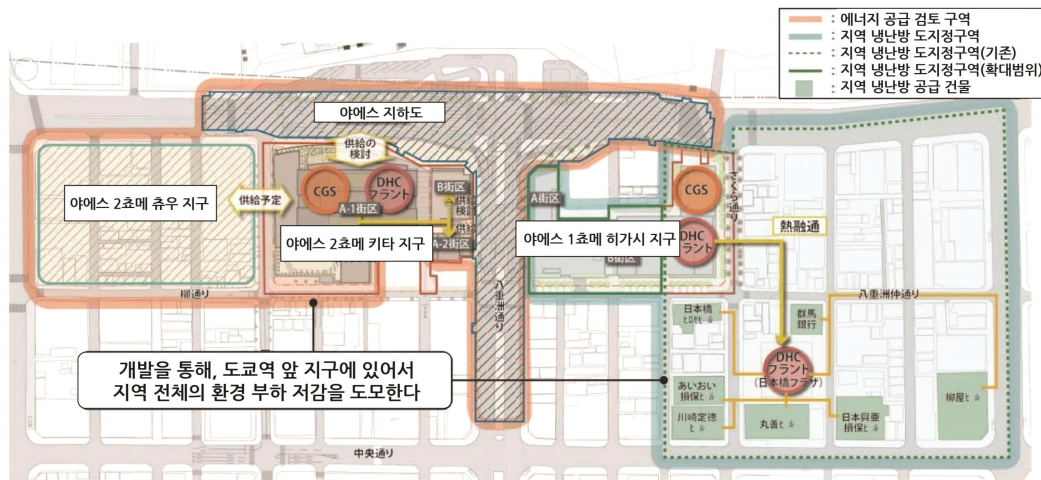 : 에너지 공급 검토 구역
: 지역 냉난방 도지정구역
: 지역 냉난방 도지정구역(기존)
: 지역 냉난방 도지정구역(확대범위)
: 지역 냉난방 공급 건물
야에스 지하도
供給の
検討
CGS
DHC
プラント
A-1街区
B街区
供給
検討
供給
A-2街区
야에스 2쵸메 츄우 지구
供給予定
야에스 2쵸메 키타 지구
A街区
야에스 1쵸메 히가시 지구
B街区
CGS
DHC
プラント
さくら通り
熱融通
柳通り
八重洲通り
八重洲仲通り
日本橋
群馬
銀行
DHC
プラント
(日本橋プラザ)
개발을 통해, 도쿄역 앞 지구에 있어서
지역 전체의 환경 부하 저감을 도모한다
あいおい
損保ビル
川崎定徳
ビル
丸善ビル
日本興亜
損保ビル
柳屋ビル
中央通り